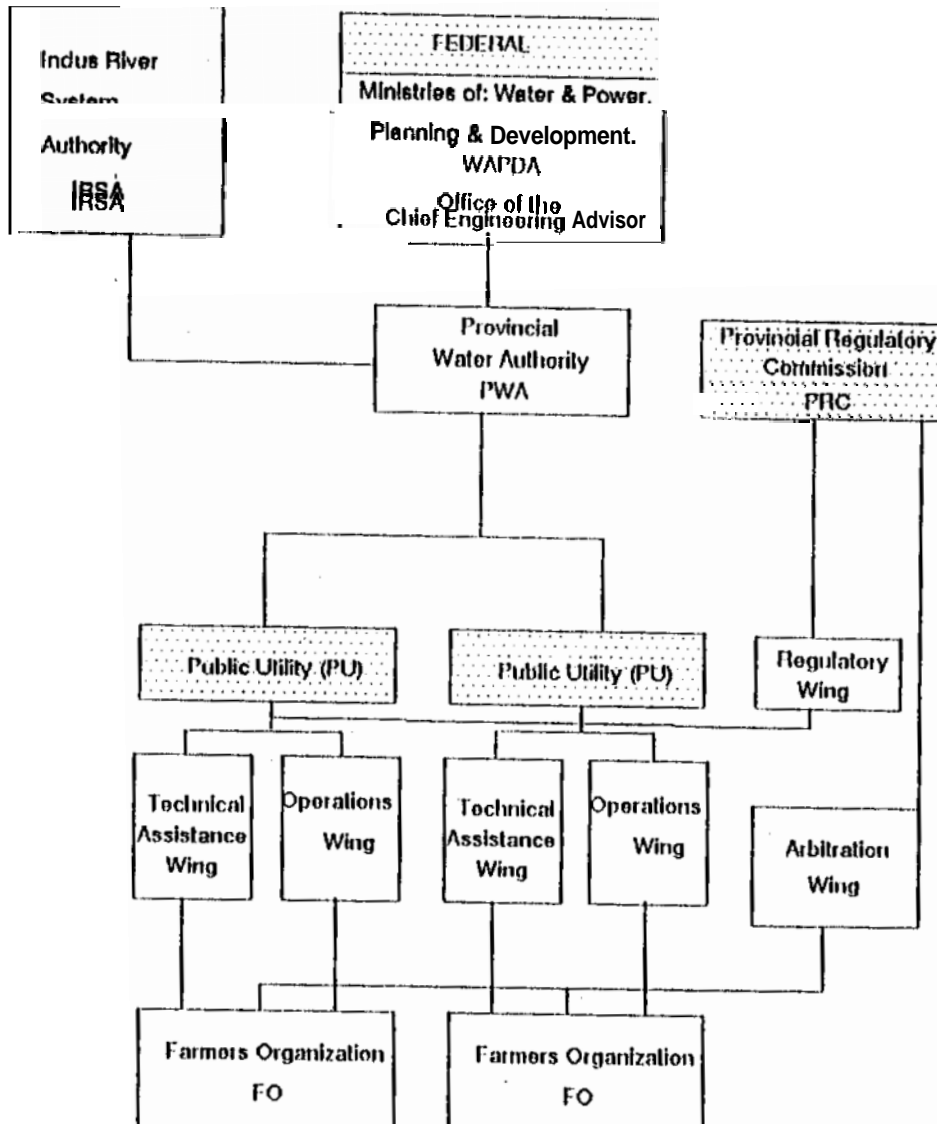 Indus River
System
Authority
IRSA
FEDERAL
Ministries of: Water & Power.
Planning & Development.
WAPDA
Office of the
Chief Engineering Advisor
Provincial
Water Authority
PWA
Provincial Regulatory
Commission
PRC
Public Utility (PU)
Public Utility (PU)
Regulatory
Wing
Technical
Assistance
Wing
Operations
Wing
Technical
Assistance
Wing
Operations
Wing
Arbitration
Wing
Farmers Organization
FO
Farmers Organization
FO